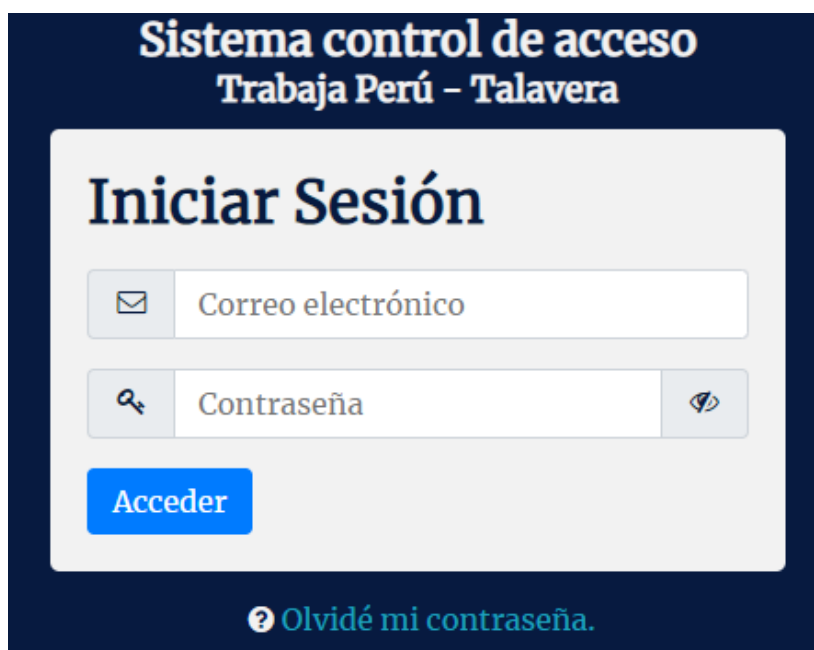 Sistema control de acceso
Trabaja Perú - Talavera
Iniciar Sesión
Correo electrónico
Contraseña
Acceder
Olvidé mi contraseña.